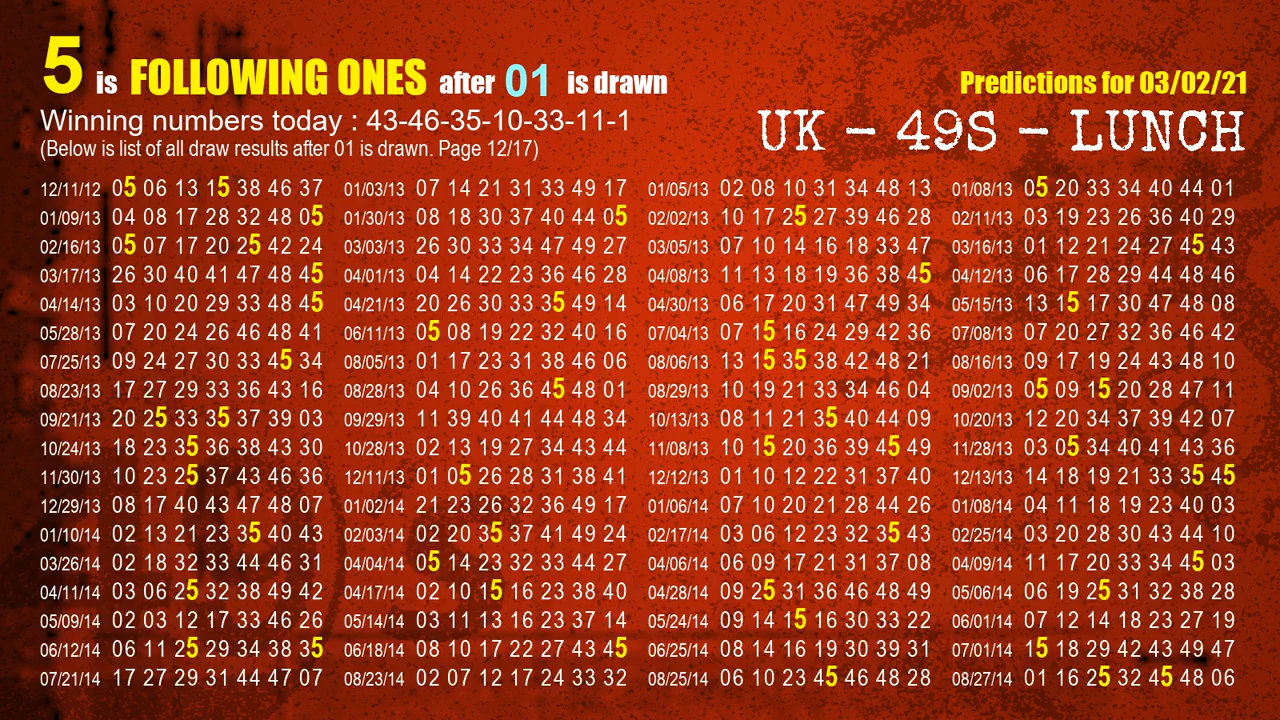 5 is FOLLOWING ONES after 01 is drawn
Predictions for 03/02/21
Winning numbers today : 43-46-35-10-33-11-1
UK - 49S - LUNCH
(Below is list of all draw results after 01 is drawn. Page 12/17)
12/11/12 05 06 13 15 38 46 37 01/03/13 07 14 21 31 33 49 17 01/05/13 02 08 10 31 34 48 13 01/08/13 05 20 33 34 40 44 01
01/09/13 04 08 17 28 32 48 05 01/30/13 08 18 30 37 40 44 05 02/02/13 10 17 25 27 39 46 28 02/11/13 03 19 23 26 36 40 29
02/16/13 05 07 17 20 25 42 24 03/03/13 26 30 33 34 47 49 27 03/05/13 07 10 14 16 18 33 47 03/16/13 01 12 21 24 27 45 43
03/17/13 26 30 40 41 47 48 45 04/01/13 04 14 22 23 36 46 28 04/08/13 11 13 18 19 36 38 45 04/12/13 06 17 28 29 44 48 46
04/14/13 03 10 20 29 33 48 45 04/21/13 20 26 30 33 35 49 14 04/30/13 06 17 20 31 47 49 34 05/15/13 13 15 17 30 47 48 08
05/28/13 07 20 24 26 46 48 41 06/11/13 05 08 19 22 32 40 16 07/04/13 07 15 16 24 29 42 36 07/08/13 07 20 27 32 36 46 42
07/25/13 09 24 27 30 33 45 34 08/05/13 01 17 23 31 38 46 06 08/06/13 13 15 35 38 42 48 21 08/16/13 09 17 19 24 43 48 10
08/23/13 17 27 29 33 36 43 16 08/28/13 04 10 26 36 45 48 01 08/29/13 10 19 21 33 34 46 04 09/02/13 05 09 15 20 28 47 11
09/21/13 20 25 33 35 37 39 03 09/29/13 11 39 40 41 44 48 34 10/13/13 08 11 21 35 40 44 09 10/20/13 12 20 34 37 39 42 07
10/24/13 18 23 35 36 38 43 30 10/28/13 02 13 19 27 34 43 44 11/08/13 10 15 20 36 39 45 49 11/28/13 03 05 34 40 41 43 36
11/30/13 10 23 25 37 43 46 36 12/11/13 01 05 26 28 31 38 41 12/12/13 01 10 12 22 31 37 40 12/13/13 14 18 19 21 33 35 45
12/29/13 08 17 40 43 47 48 07 01/02/14 21 23 26 32 36 49 17 01/06/14 07 10 20 21 28 44 26 01/08/14 04 11 18 19 23 40 03
01/10/14 02 13 21 23 35 40 43 02/03/14 02 20 35 37 41 49 24 02/17/14 03 06 12 23 32 35 43 02/25/14 03 20 28 30 43 44 10
03/26/14 02 18 32 33 44 46 31 04/04/14 05 14 23 32 33 44 27 04/06/14 06 09 17 21 31 37 08 04/09/14 11 17 20 33 34 45 03
04/11/14 03 06 25 32 38 49 42 04/17/14 02 10 15 16 23 38 40 04/28/14 09 25 31 36 46 48 49 05/06/14 06 19 25 31 32 38 28
05/09/14 02 03 12 17 33 46 26 05/14/14 03 11 13 16 23 37 14 05/24/14 09 14 15 16 30 33 22 06/01/14 07 12 14 18 23 27 19
06/12/14 06 11 25 29 34 38 35 06/18/14 08 10 17 22 27 43 45 06/25/14 08 14 16 19 30 39 31 07/01/14 15 18 29 42 43 49 47
07/21/14 17 27 29 31 44 47 07 08/23/14 02 07 12 17 24 33 32 08/25/14 06 10 23 45 46 48 28 08/27/14 01 16 25 32 45 48 06